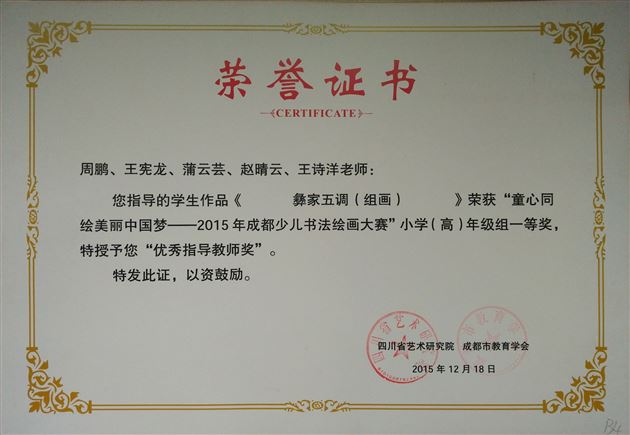 荣誉证书
CERTIFICATE
周鹏、王宪龙、蒲云芸、赵晴云、王诗洋老师：
您指导的学生作品《 彝家五调（组画） 》荣获“童心同
绘美丽中国梦——2015年成都少儿书法绘画大赛”小学（高）年级组一等奖，
特授予您“优秀指导教师奖”。
特发此证，以资鼓励。
四川省艺术研究院 成都市教育学会
2015年12月18日